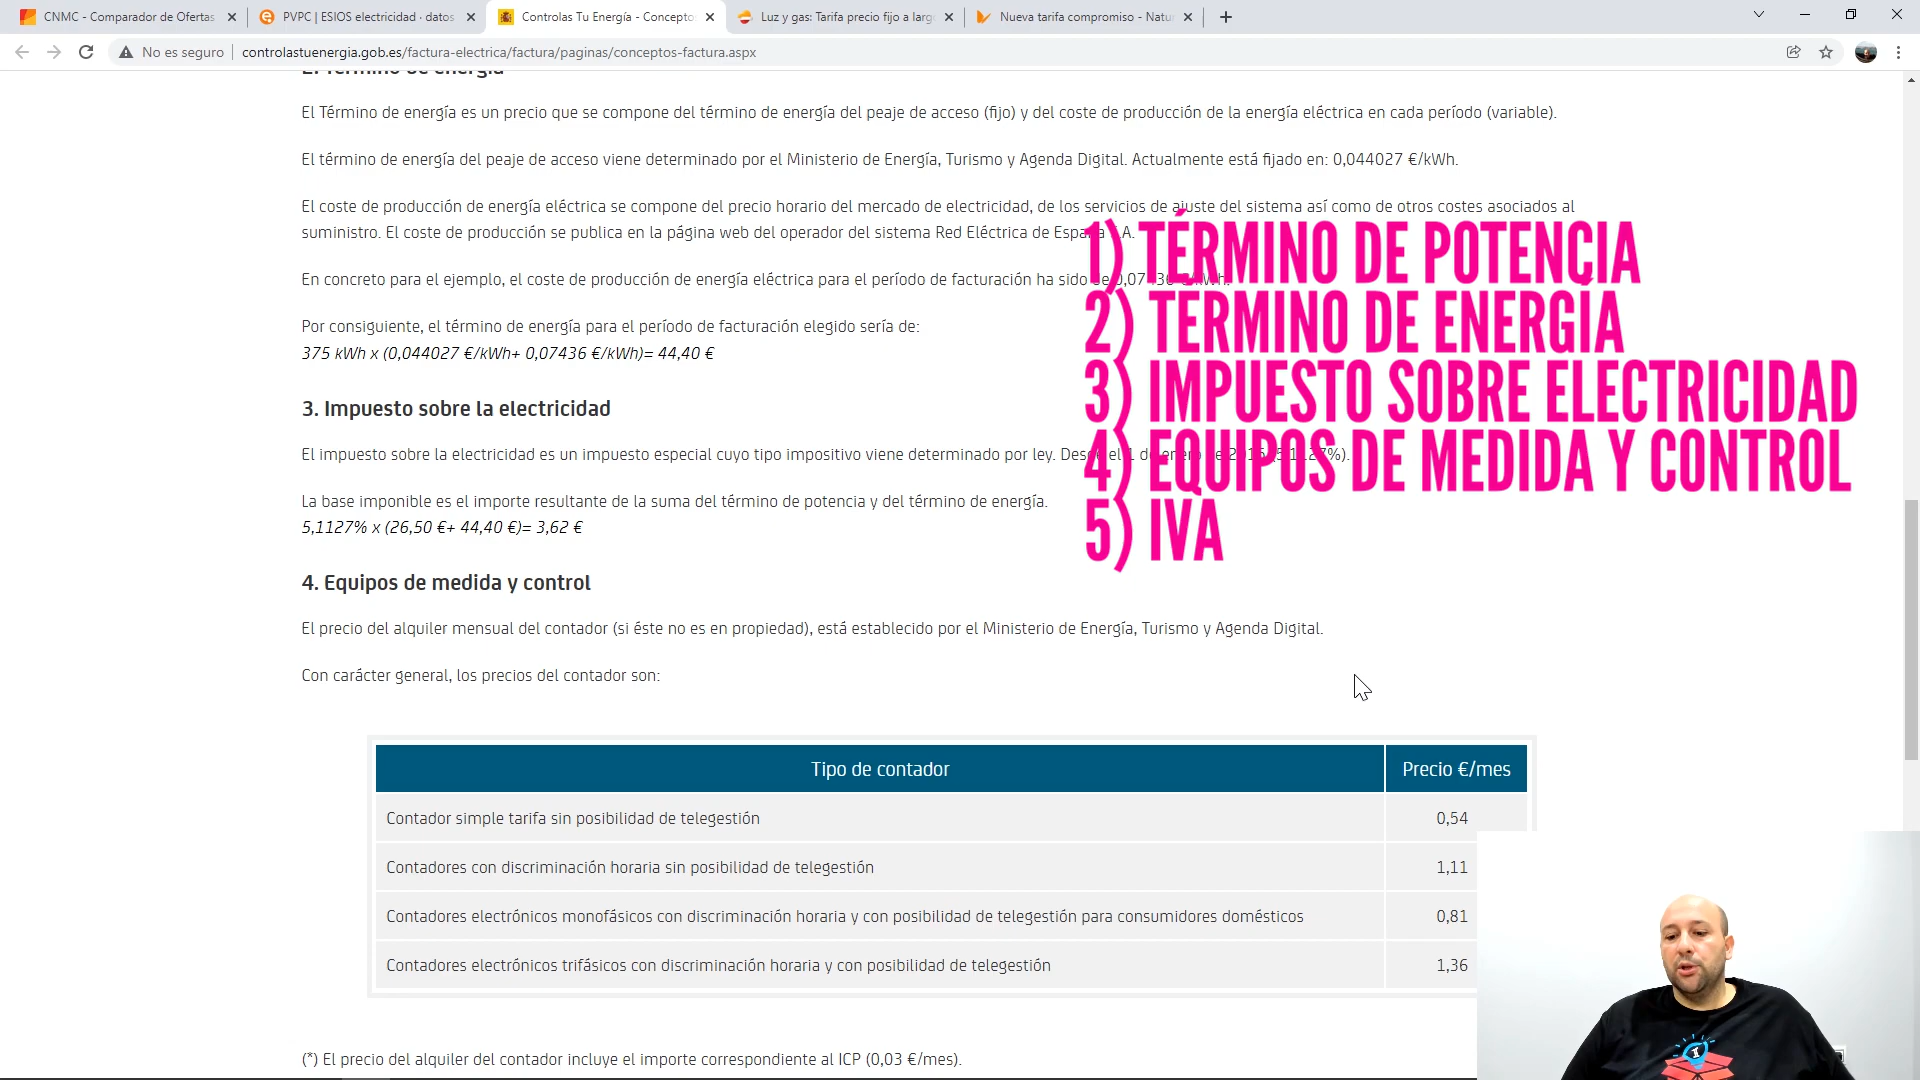 CNMC - Comparador de Ofertas
PVPC | ESIOS electricidad · datos
Controlas Tu Energía - Concepto
Luz y gas: Tarifa precio fijo a larg
Nueva tarifa compromiso - Natu
No es seguro
controlastuenergia.gob.es/factura-electrica/factura/paginas/conceptos-factura.aspx
2. Término de energía
El Término de energía es un precio que se compone del término de energía del peaje de acceso (fijo) y del coste de producción de la energía eléctrica en cada período (variable).
El término de energía del peaje de acceso viene determinado por el Ministerio de Energía, Turismo y Agenda Digital. Actualmente está fijado en: 0,044027 €/kWh.
El coste de producción de energía eléctrica se compone del precio horario del mercado de electricidad, de los servicios de ajuste del sistema así como de otros costes asociados al
suministro. El coste de producción se publica en la página web del operador del sistema Red Eléctrica de España S.A.
En concreto para el ejemplo, el coste de producción de energía eléctrica para el período de facturación ha sido de 0,07436 €/kWh.
Por consiguiente, el término de energía para el período de facturación elegido sería de:
375 kWh x (0,044027 €/kWh+ 0,07436 €/kWh)= 44,40 €
3. Impuesto sobre la electricidad
El impuesto sobre la electricidad es un impuesto especial cuyo tipo impositivo viene determinado por ley. Desde el 1 de enero de (5,1127%).
La base imponible es el importe resultante de la suma del término de potencia y del término de energía.
5,1127% x (26,50 €+ 44,40 €)= 3,62 €
4. Equipos de medida y control
El precio del alquiler mensual del contador (si éste no es en propiedad), está establecido por el Ministerio de Energía, Turismo y Agenda Digital.
Con carácter general, los precios del contador son:
Tipo de contador Precio €/mes
Contador simple tarifa sin posibilidad de telegestión 0,54
Contadores con discriminación horaria sin posibilidad de telegestión 1,11
Contadores electrónicos monofásicos con discriminación horaria y con posibilidad de telegestión para consumidores domésticos 0,81
Contadores electrónicos trifásicos con discriminación horaria y con posibilidad de telegestión 1,36
(*) El precio del alquiler del contador incluye el importe correspondiente al ICP (0,03 €/mes).
1) TÉRMINO DE POTENCIA
2) TERMINO DE ENERGÍA
3) IMPUESTO SOBRE ELECTRICIDAD
4) EQUIPOS DE MEDIDA Y CONTROL
5) IVA